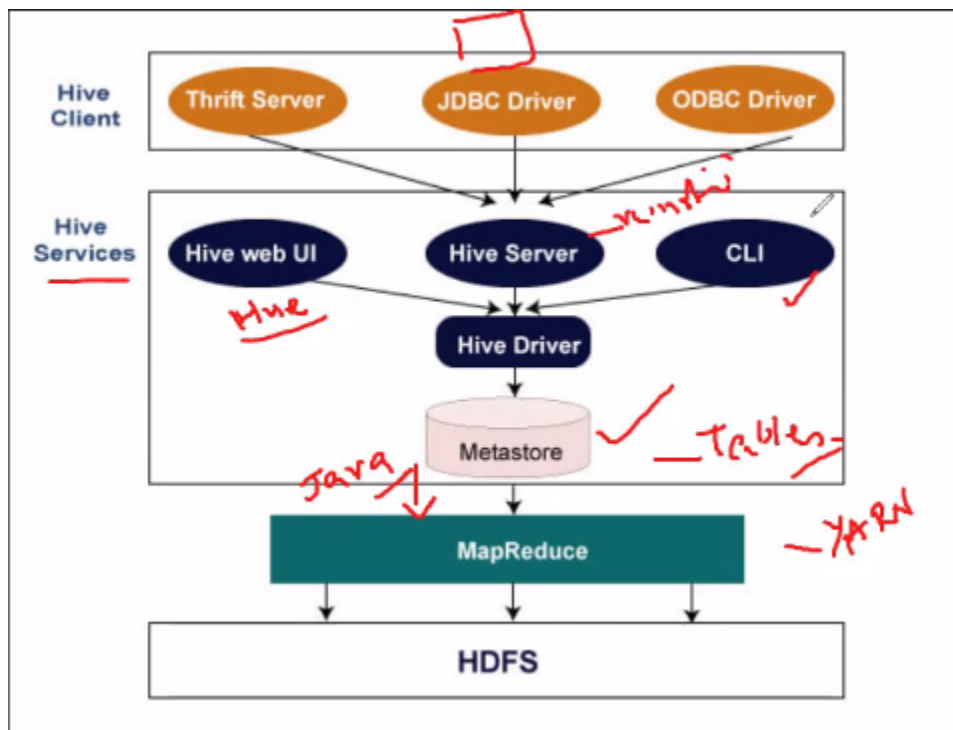 Hive
Client
Thrift Server
JDBC Driver
ODBC Driver
Hive
Services
Hive web UI
Hive Server
CLI
Hue
Hive Driver
Metastore
Tables
Java
MapReduce
YARN
HDFS